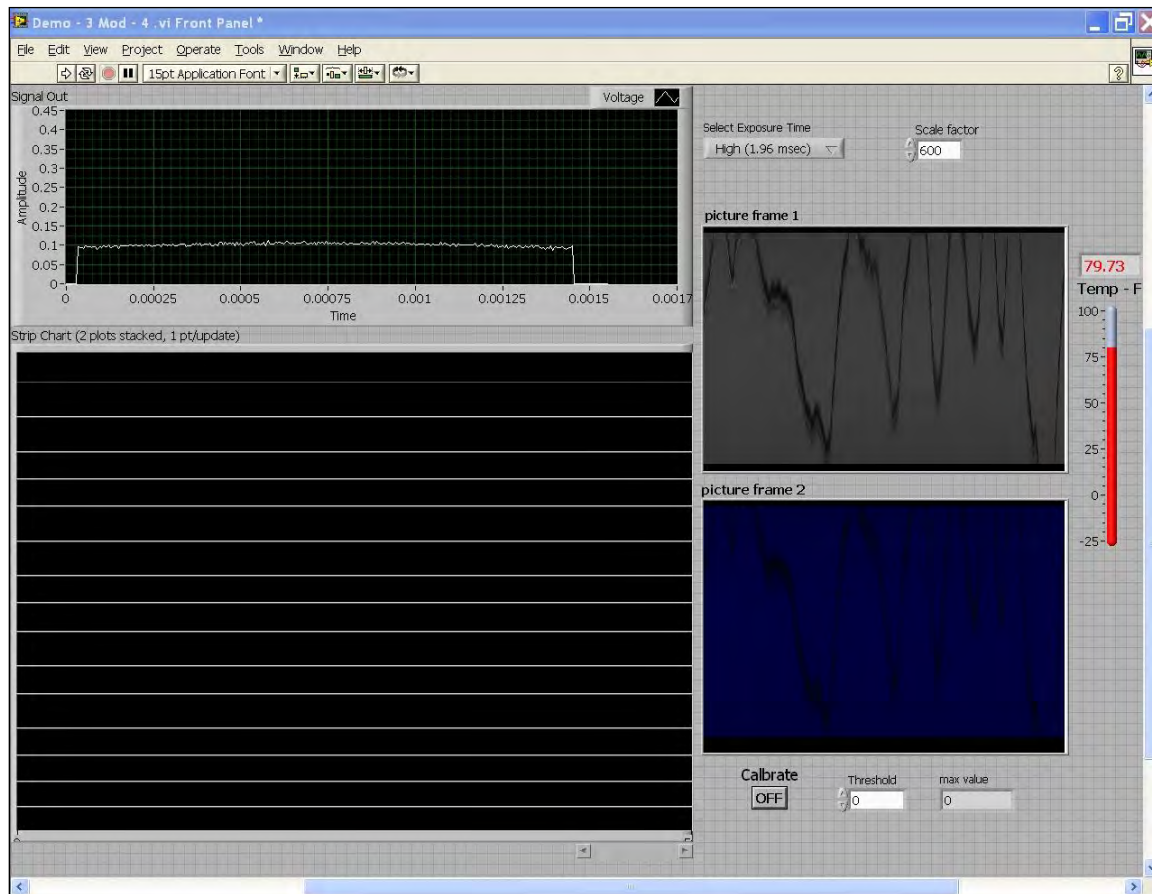 Demo - 3 Mod - 4 .vi Front Panel *
File Edit View Project Operate Tools Window Help
15pt Application Font
?
Signal Out
Voltage
0.45
0.4
0.35
0.3
0.25
0.2
0.15
0.1
0.05
0
Amplitude
0 0.00025 0.0005 0.00075 0.001 0.00125 0.0015 0.0017
Time
Strip Chart (2 plots stacked, 1 pt/update)
Select Exposure Time
High (1.96 msec)
Scale factor
600
picture frame 1
79.73
Temp - F
100
75
50
25
0
-25
picture frame 2
Calbrate
OFF
Threshold
0
max value
0